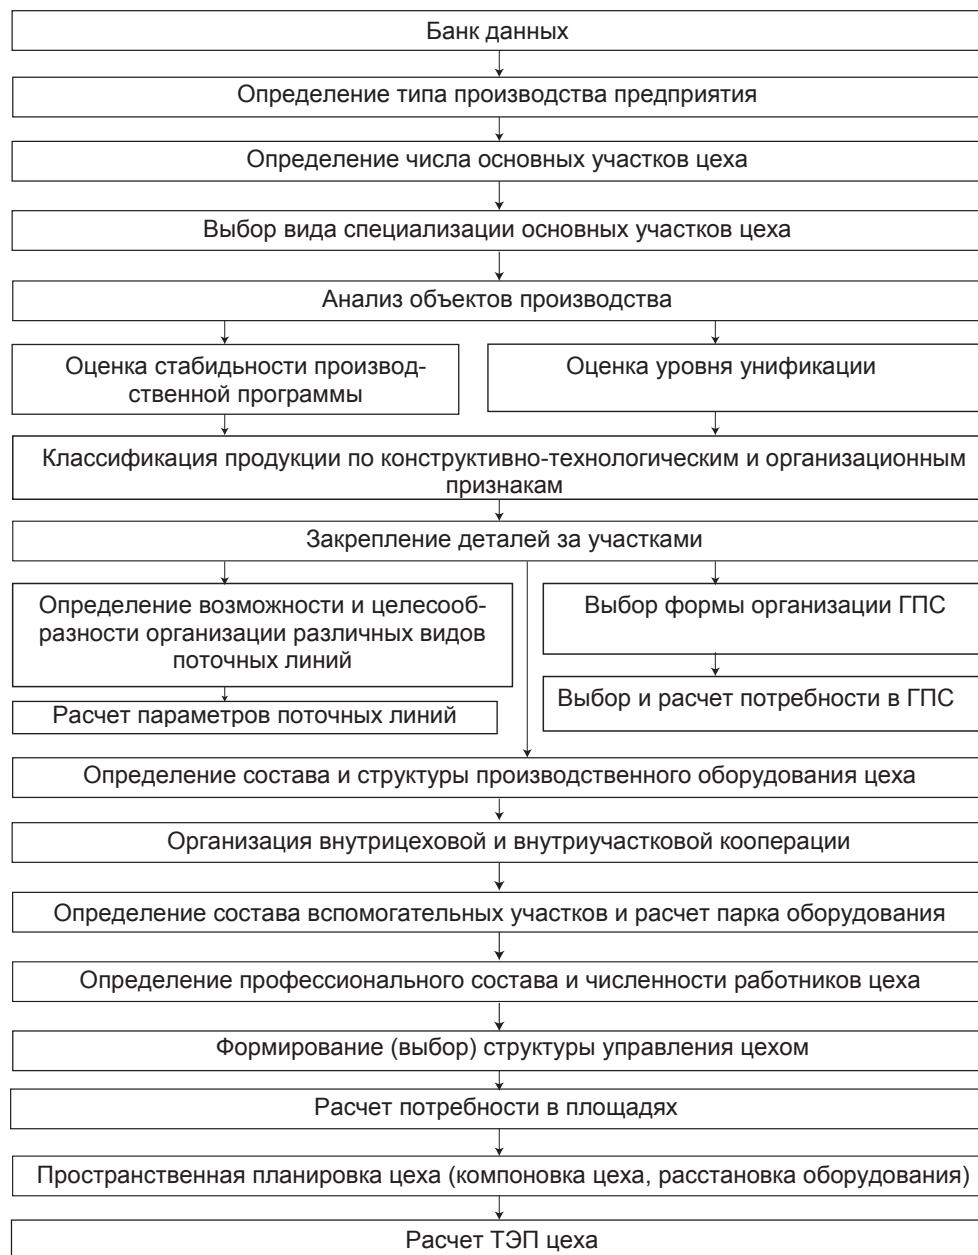 Банк данных
Определение типа производства предприятия
Определение числа основных участков цеха
Выбор вида специализации основных участков цеха
Анализ объектов производства
Оценка стабидьности производ-
ственной программы
Оценка уровня унификации
Классификация продукции по конструктивно-технологическим и организационным
признакам
Закрепление деталей за участками
Определение возможности и целесооб-
разности организации различных видов
поточных линий
Расчет параметров поточных линий
Выбор формы организации ГПС
Выбор и расчет потребности в ГПС
Определение состава и структуры производственного оборудования цеха
Организация внутрицеховой и внутриучастковой кооперации
Определение состава вспомогательных участков и расчет парка оборудования
Определение профессионального состава и численности работников цеха
Формирование (выбор) структуры управления цехом
Расчет потребности в площадях
Пространственная планировка цеха (компоновка цеха, расстановка оборудования)
Расчет ТЭП цеха